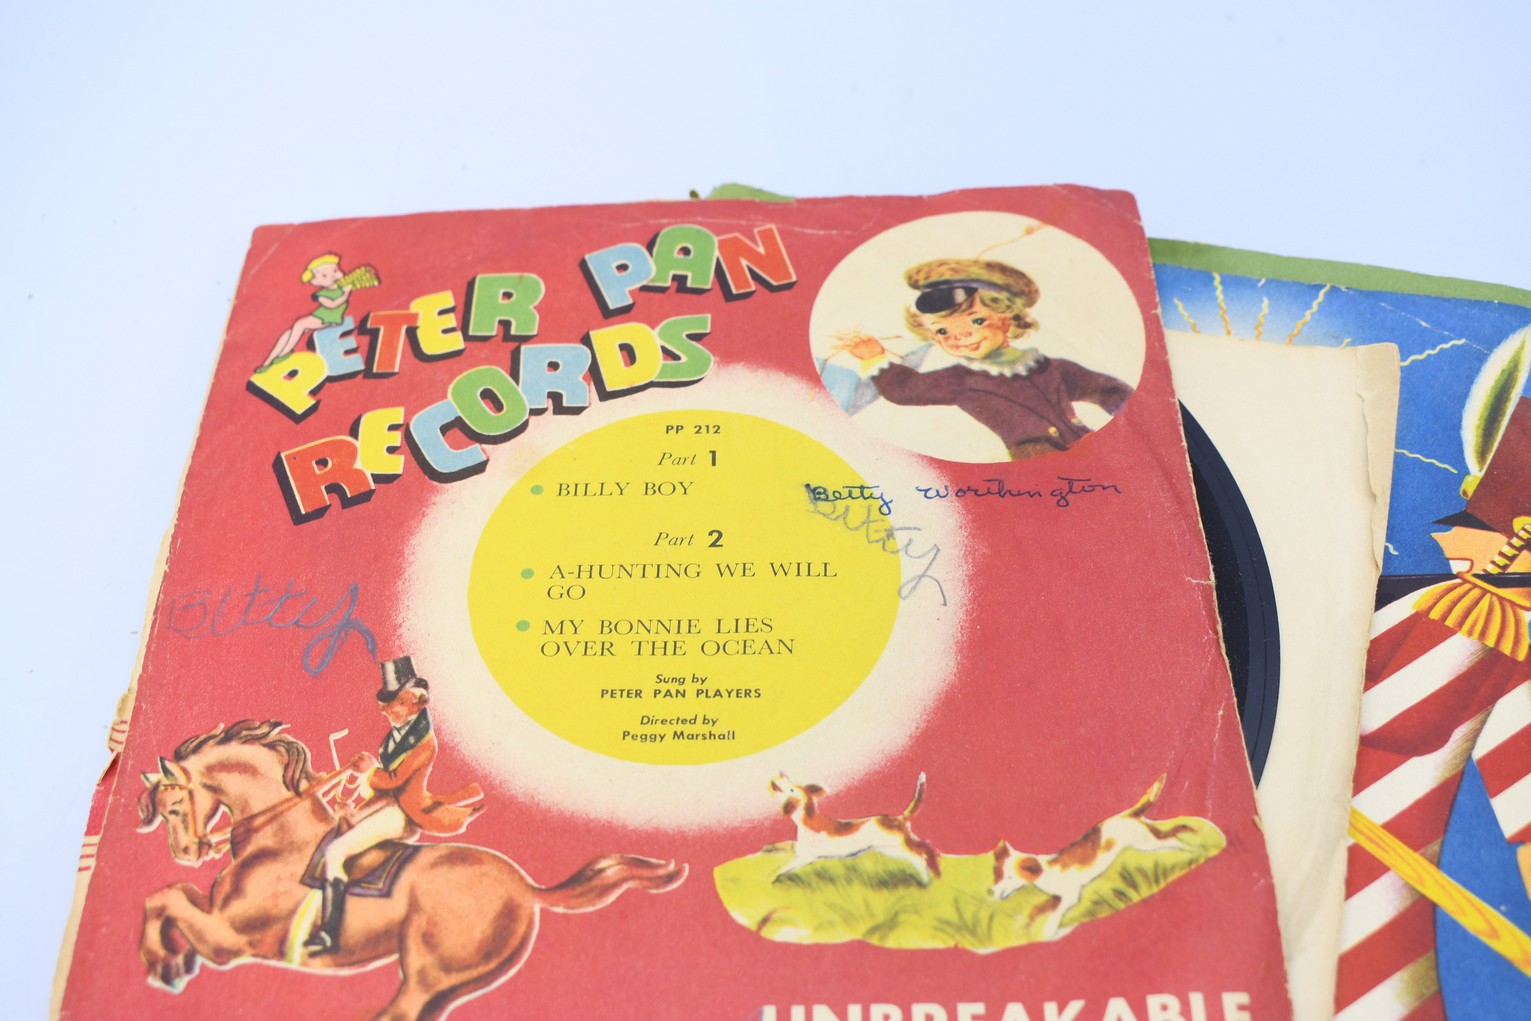 PETER PAN
RECORDS
PP 212
Part 1
BILLY BOY
Part 2
A-HUNTING WE WILL
GO
MY BONNIE LIES
OVER THE OCEAN
Sung by
PETER PAN PLAYERS
Directed by
Peggy Marshall
Betty Worthington
Betty
Betty
UNBREAKABLE